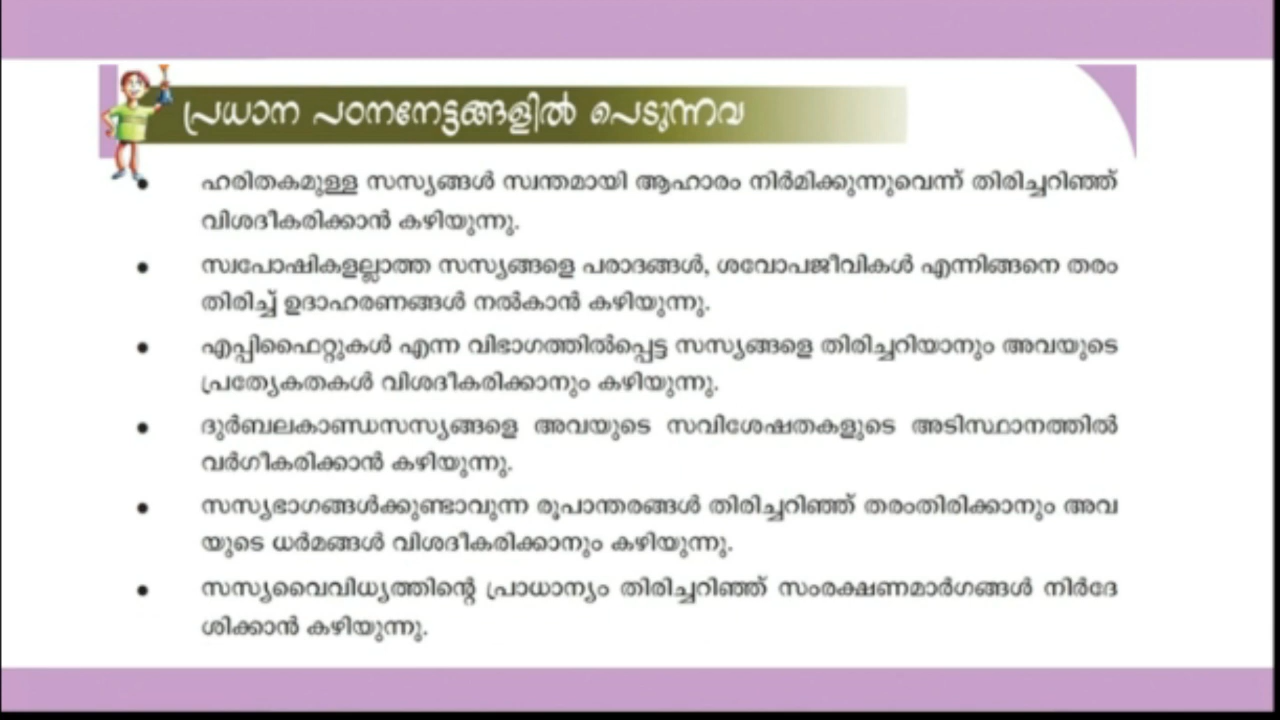 പ്രധാന പഠനനേട്ടങ്ങളിൽ പെടുന്നവ
• ഹരിതകമുള്ള സസ്യങ്ങൾ സ്വന്തമായി ആഹാരം നിർമിക്കുന്നുവെന്ന് തിരിച്ചറിഞ്ഞ്
വിശദീകരിക്കാൻ കഴിയുന്നു.
• സ്വപോഷികളല്ലാത്ത സസ്യങ്ങളെ പരാദങ്ങൾ, ശവോപജീവികൾ എന്നിങ്ങനെ തരം
തിരിച്ച് ഉദാഹരണങ്ങൾ നൽകാൻ കഴിയുന്നു.
• എപ്പിഫൈറ്റുകൾ എന്ന വിഭാഗത്തിൽപ്പെട്ട സസ്യങ്ങളെ തിരിച്ചറിയാനും അവയുടെ
പ്രത്യേകതകൾ വിശദീകരിക്കാനും കഴിയുന്നു.
• ദുർബലകാണ്ഡസസ്യങ്ങളെ അവയുടെ സവിശേഷതകളുടെ അടിസ്ഥാനത്തിൽ
വർഗീകരിക്കാൻ കഴിയുന്നു.
• സസ്യഭാഗങ്ങൾക്കുണ്ടാവുന്ന രൂപാന്തരങ്ങൾ തിരിച്ചറിഞ്ഞ് തരംതിരിക്കാനും അവ
യുടെ ധർമങ്ങൾ വിശദീകരിക്കാനും കഴിയുന്നു.
• സസ്യവൈവിധ്യത്തിന്റെ പ്രാധാന്യം തിരിച്ചറിഞ്ഞ് സംരക്ഷണമാർഗങ്ങൾ നിർദേ
ശിക്കാൻ കഴിയുന്നു.